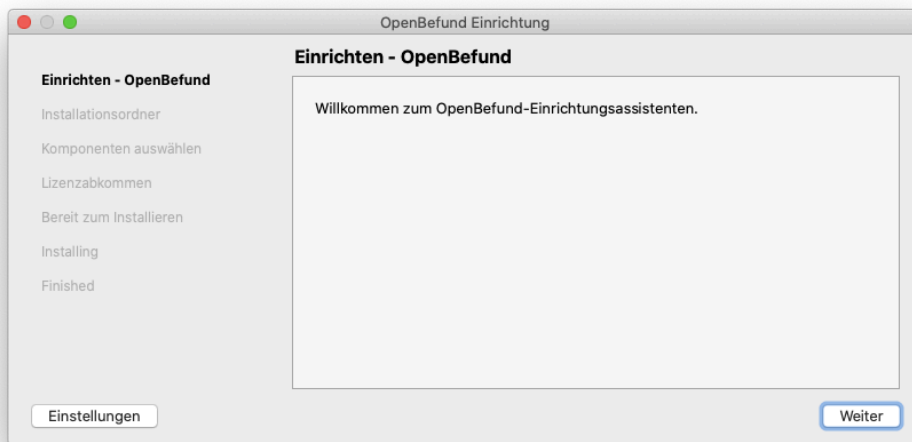 OpenBefund Einrichtung
Einrichten - OpenBefund
Installationsordner
Komponenten auswählen
Lizenzabkommen
Bereit zum Installieren
Installing
Finished
Einrichten - OpenBefund
Willkommen zum OpenBefund-Einrichtungsassistenten.
Einstellungen
Weiter